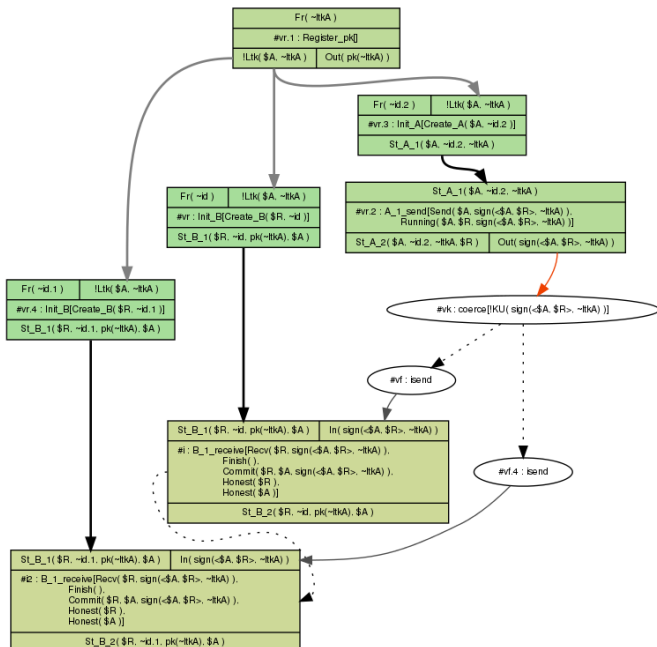 Fr( ~ltkA )
#vr.1 : Register_pk[]
!Ltk( $A, ~ltkA ) Out( pk(~ltkA) )
Fr( ~id.2 ) !Ltk( $A, ~ltkA )
#vr.3 : Init_A[Create_A( $A, ~id.2 )]
St_A_1( $A, ~id.2, ~ltkA )
Fr( ~id ) !Ltk( $A, ~ltkA )
#vr : Init_B[Create_B( $R, ~id )]
St_B_1( $R, ~id, pk(~ltkA), $A )
St_A_1( $A, ~id.2, ~ltkA )
#vr.2 : A_1_send[Send( $A, sign(<$A, $R>, ~ltkA) ),
Running( $A, $R, sign(<$A, $R>, ~ltkA) )]
St_A_2( $A, ~id.2, ~ltkA, $R ) Out( sign(<$A, $R>, ~ltkA) )
Fr( ~id.1 ) !Ltk( $A, ~ltkA )
#vr.4 : Init_B[Create_B( $R, ~id.1 )]
St_B_1( $R, ~id.1, pk(~ltkA), $A )
#vk : coerce[!KU( sign(<$A, $R>, ~ltkA) )]
#vf : isend
St_B_1( $R, ~id, pk(~ltkA), $A ) In( sign(<$A, $R>, ~ltkA) )
#i : B_1_receive[Recv( $R, sign(<$A, $R>, ~ltkA) ),
Finish( ),
Commit( $R, $A, sign(<$A, $R>, ~ltkA) ),
Honest( $R ),
Honest( $A )]
St_B_2( $R, ~id, pk(~ltkA), $A )
#vf.4 : isend
St_B_1( $R, ~id.1, pk(~ltkA), $A ) In( sign(<$A, $R>, ~ltkA) )
#i2 : B_1_receive[Recv( $R, sign(<$A, $R>, ~ltkA) ),
Finish( ),
Commit( $R, $A, sign(<$A, $R>, ~ltkA) ),
Honest( $R ),
Honest( $A )]
St_B_2( $R, ~id.1, pk(~ltkA), $A )